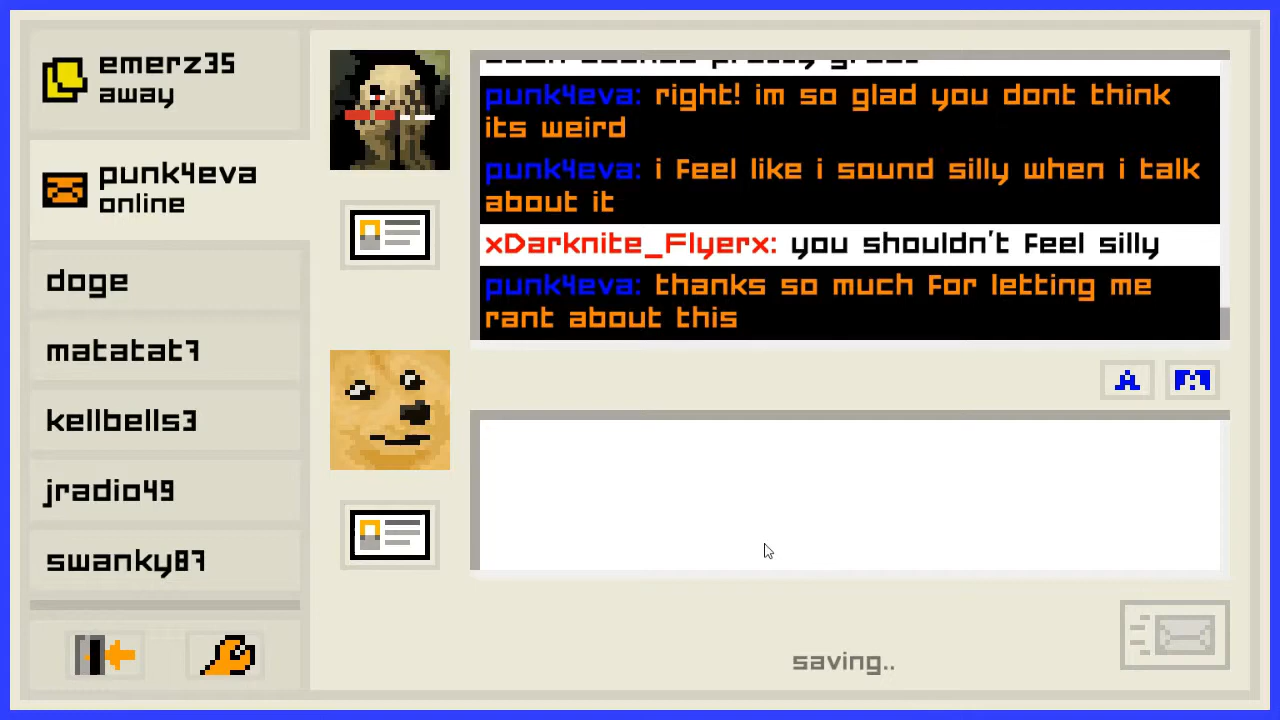 emerz35
away
punk4eva
online
doge
matatat7
kellbells3
jradio49
swanky87
punk4eva: right! im so glad you dont think
its weird
punk4eva: i feel like i sound silly when i talk
about it
xDarknite_Flyerx: you shouldn't feel silly
punk4eva: thanks so much for letting me
rant about this
A
saving..